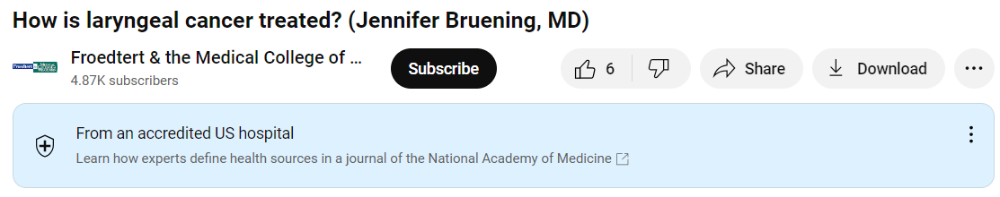 How is laryngeal cancer treated? (Jennifer Bruening, MD)
Froedtert & the Medical College of ...
4.87K subscribers
Subscribe
6
Share
Download
From an accredited US hospital
Learn how experts define health sources in a journal of the National Academy of Medicine